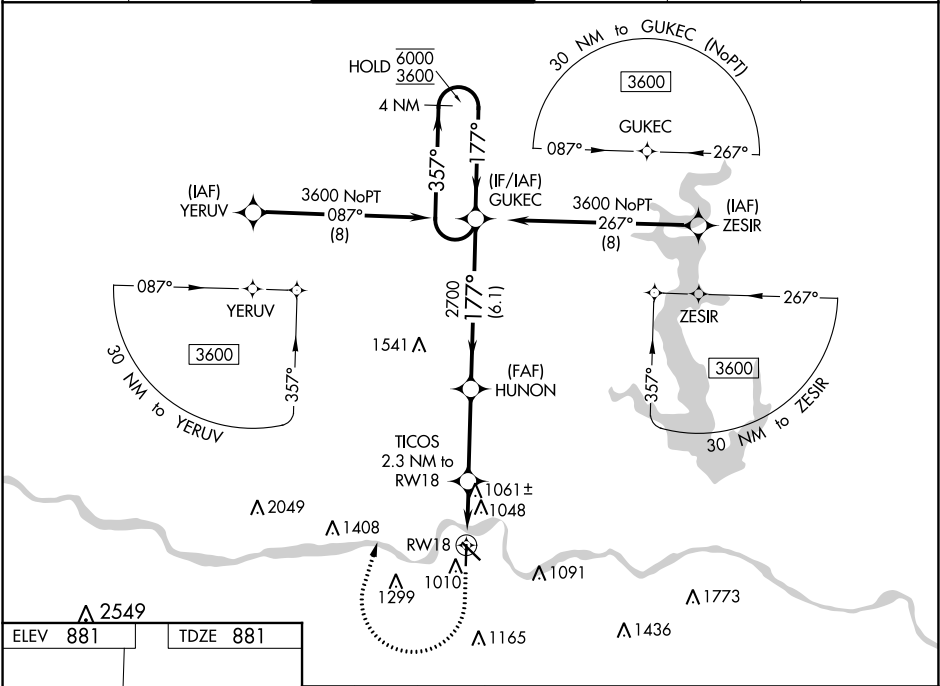 30 NM to GUKEC (NoPT)
3600
GUKEC
087°
267°
HOLD 6000
3600
4 NM
357°
177°
(IF/IAF)
GUKEC
(IAF)
YERUV
3600 NoPT
087°
(8)
3600 NoPT
267°
(8)
(IAF)
ZESIR
087°
YERUV
3600
357°
30 NM to YERUV
2700
177°
(6.1)
267°
ZESIR
3600
357°
30 NM to ZESIR
1541
(FAF)
HUNON
TICOS
2.3 NM to
RW18
1061±
1048
2049
1408
RW18
1010
1299
1091
1773
1165
1436
2549
ELEV 881
TDZE 881